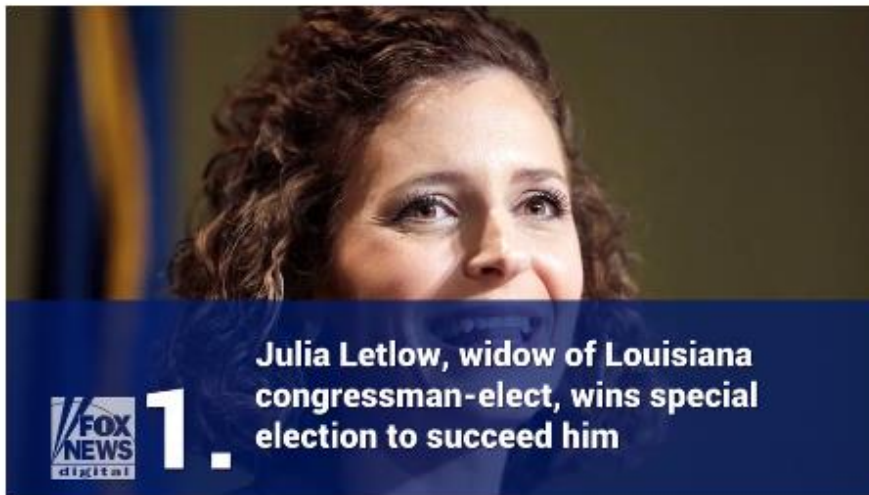 Julia Letlow, widow of Louisiana
congressman-elect, wins special
election to succeed him
FOX
NEWS
digital
1.